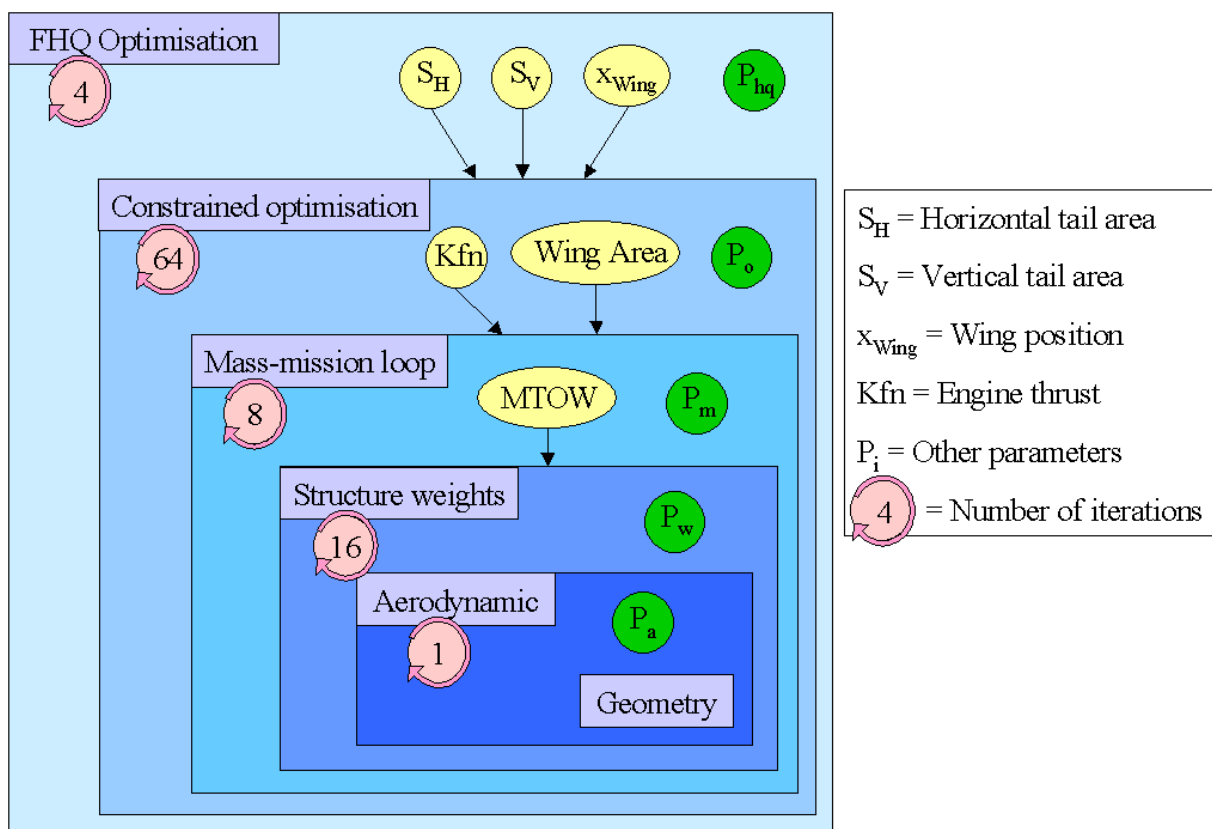 FHQ Optimisation
4
S_H
S_V
x_Wing
P_hq
Constrained optimisation
64
Kfn
Wing Area
P_o
Mass-mission loop
8
MTOW
P_m
Structure weights
16
P_w
Aerodynamic
1
P_a
Geometry
S_H = Horizontal tail area
S_V = Vertical tail area
x_Wing = Wing position
Kfn = Engine thrust
P_i = Other parameters
4 = Number of iterations